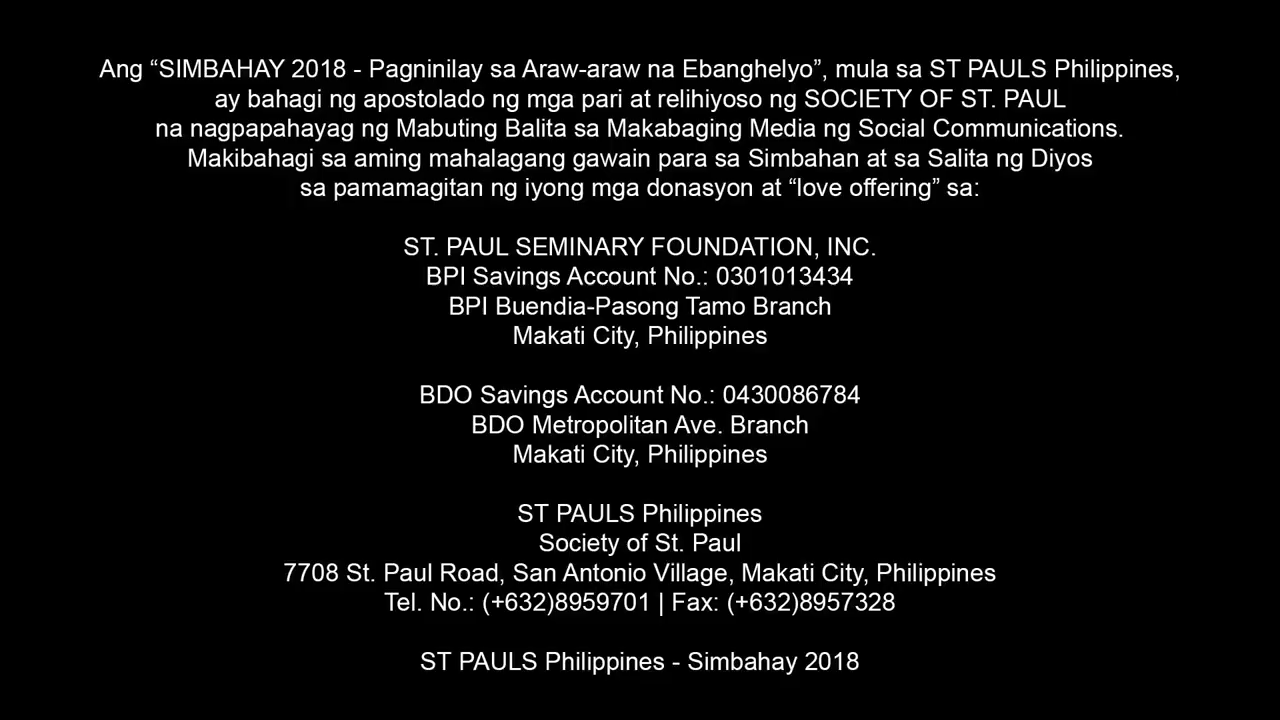 Ang “SIMBAHAY 2018 - Pagninilay sa Araw-araw na Ebanghelyo”, mula sa ST PAULS Philippines,
ay bahagi ng apostolado ng mga pari at relihiyoso ng SOCIETY OF ST. PAUL
na nagpapahayag ng Mabuting Balita sa Makabaging Media ng Social Communications.
Makibahagi sa aming mahalagang gawain para sa Simbahan at sa Salita ng Diyos
sa pamamagitan ng iyong mga donasyon at “love offering” sa:
ST. PAUL SEMINARY FOUNDATION, INC.
BPI Savings Account No.: 0301013434
BPI Buendia-Pasong Tamo Branch
Makati City, Philippines
BDO Savings Account No.: 0430086784
BDO Metropolitan Ave. Branch
Makati City, Philippines
ST PAULS Philippines
Society of St. Paul
7708 St. Paul Road, San Antonio Village, Makati City, Philippines
Tel. No.: (+632)8959701 | Fax: (+632)8957328
ST PAULS Philippines - Simbahay 2018